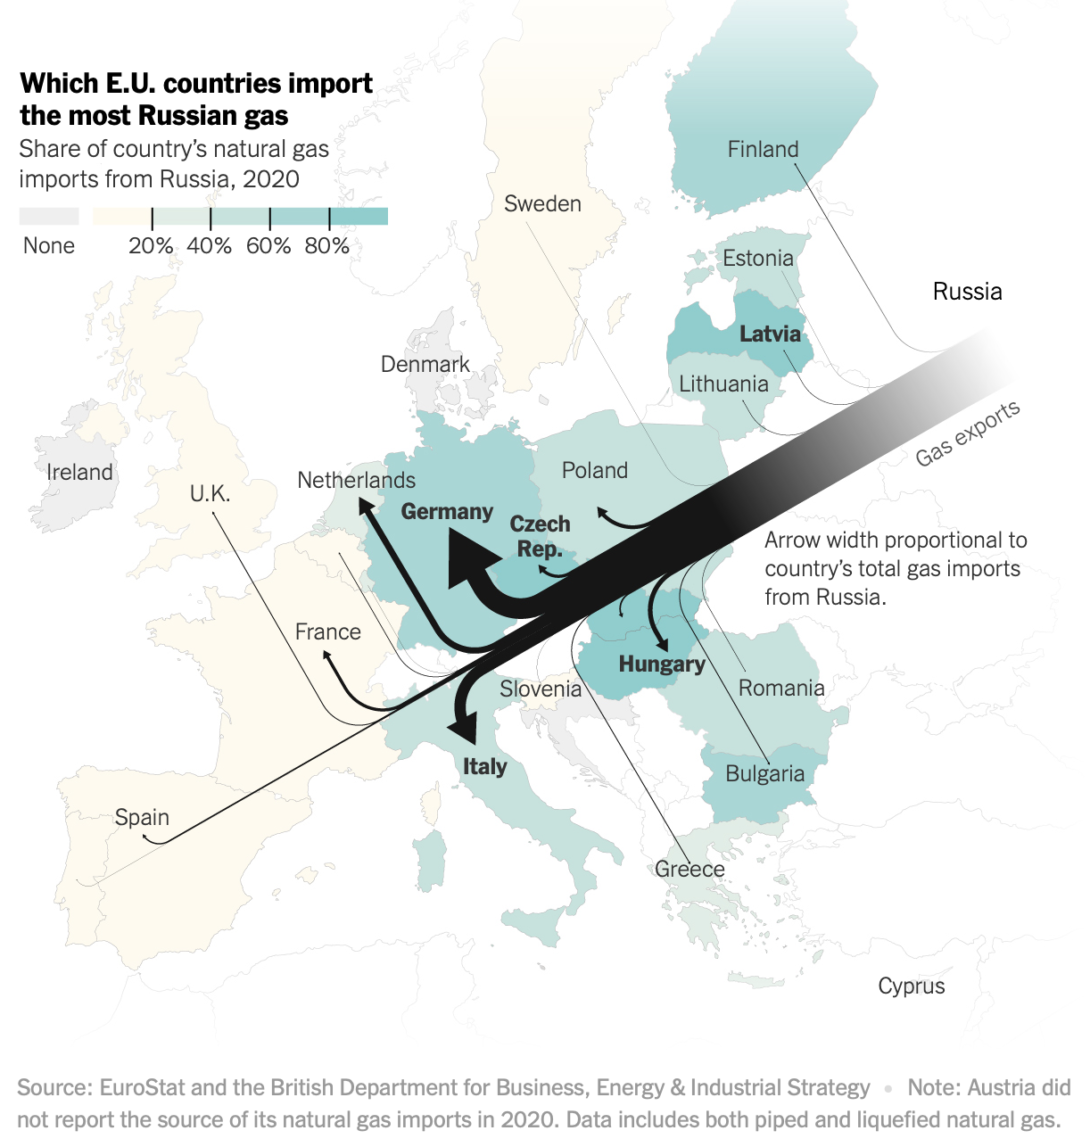 Which E.U. countries import
the most Russian gas
Share of country’s natural gas
imports from Russia, 2020
None
20% 40% 60% 80%
Finland
Sweden
Estonia
Russia
Latvia
Denmark
Lithuania
Gas exports
Ireland
Netherlands
Poland
U.K.
Germany
Czech
Rep.
Arrow width proportional to
country’s total gas imports
from Russia.
France
Hungary
Slovenia
Romania
Italy
Bulgaria
Spain
Greece
Cyprus
Source: EuroStat and the British Department for Business, Energy & Industrial Strategy • Note: Austria did
not report the source of its natural gas imports in 2020. Data includes both piped and liquefied natural gas.